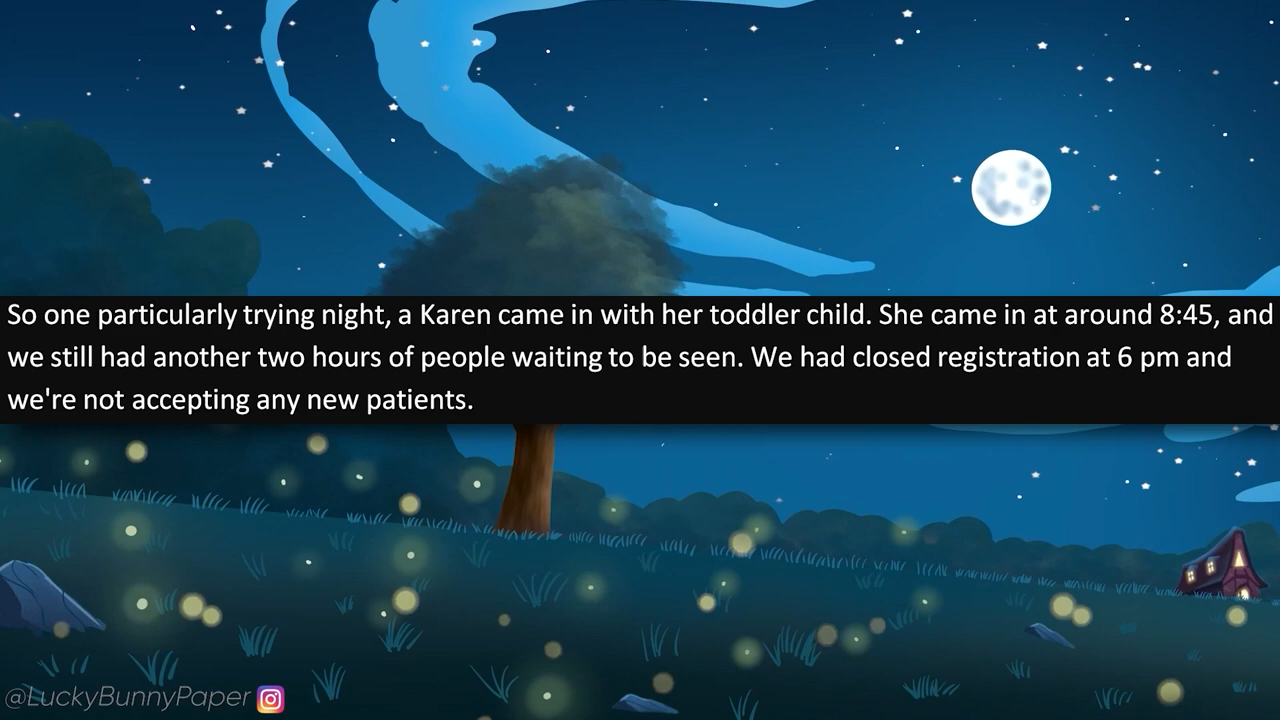 So one particularly trying night, a Karen came in with her toddler child. She came in at around 8:45, and
we still had another two hours of people waiting to be seen. We had closed registration at 6 pm and
we're not accepting any new patients.
@LuckyBunnyPaper